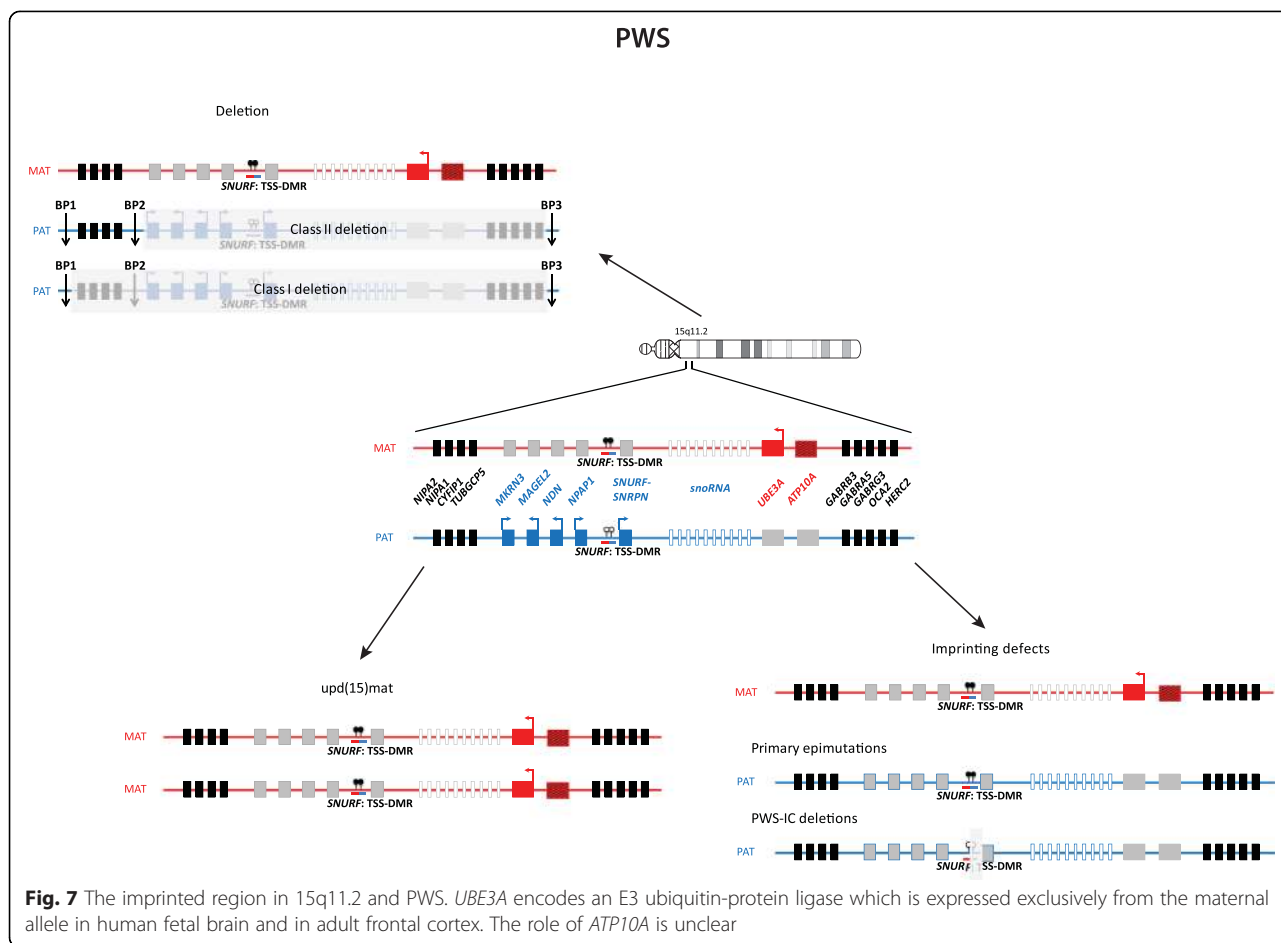 PWS
Deletion
MAT
SNURF: TSS-DMR
BP1 BP2 BP3
PAT Class II deletion
SNURF: TSS-DMR
BP1 BP2 BP3
PAT Class I deletion
SNURF: TSS-DMR
15q11.2
MAT
SNURF: TSS-DMR
NIPA2 NIPA1 CYFIP1 TUBGCP5 MKRN3 MAGEL2 NDN NPAP1 SNURF-SNRPN snoRNA UBE3A ATP10A GABRB3 GABRA5 GABRG3 OCA2 HERC2
PAT
SNURF: TSS-DMR
upd(15)mat
MAT
SNURF: TSS-DMR
MAT
SNURF: TSS-DMR
Imprinting defects
MAT
SNURF: TSS-DMR
Primary epimutations
PAT
SNURF: TSS-DMR
PWS-IC deletions
PAT
SNURF: TSS-DMR
Fig. 7 The imprinted region in 15q11.2 and PWS. UBE3A encodes an E3 ubiquitin-protein ligase which is expressed exclusively from the maternal
allele in human fetal brain and in adult frontal cortex. The role of ATP10A is unclear